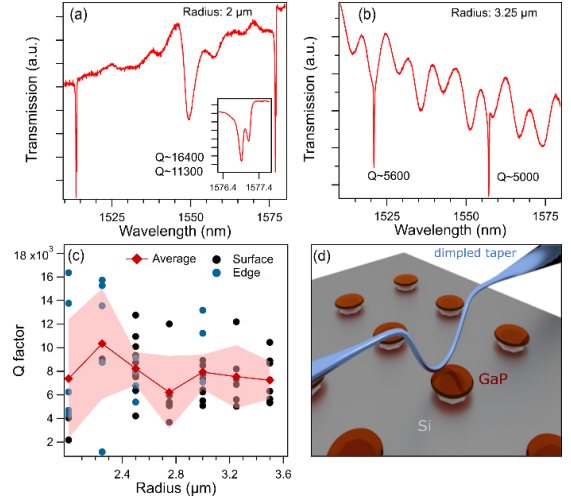 (a)
Radius: 2 µm
Transmission (a.u.)
Q~16400
Q~11300
1576.4
1577.4
1525
1550
1575
Wavelength (nm)
(b)
Radius: 3.25 µm
Transmission (a.u.)
Q~5600
Q~5000
1525
1550
1575
Wavelength (nm)
(c)
18x10³
16
14
12
10
8
6
4
2
Q factor
Average
Surface
Edge
2.4
2.8
3.2
3.6
Radius (µm)
(d)
dimpled taper
GaP
Si